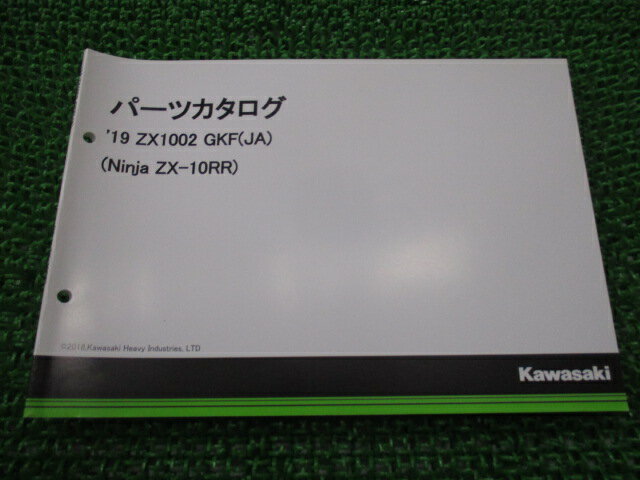 パーツカタログ
'19 ZX1002 GKF(JA)
(Ninja ZX-10RR)
©2018,Kawasaki Heavy Industries, LTD
Kawasaki